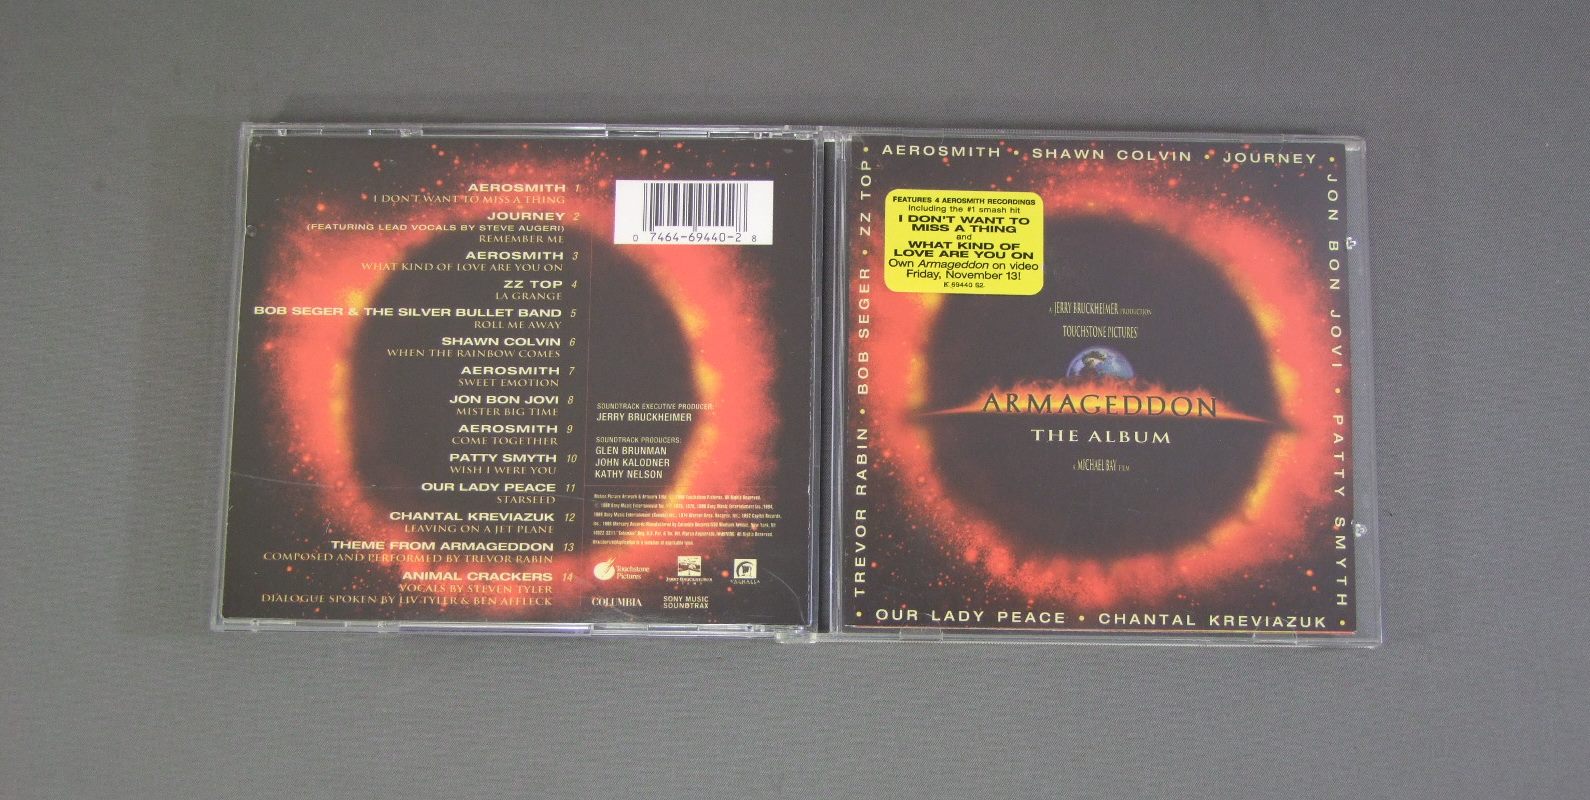 AEROSMITH 1
I DON'T WANT TO MISS A THING
JOURNEY 2
(FEATURING LEAD VOCALS BY STEVE AUGERI)
REMEMBER ME
AEROSMITH 3
WHAT KIND OF LOVE ARE YOU ON
ZZ TOP 4
LA GRANGE
BOB SEGER & THE SILVER BULLET BAND 5
ROLL ME AWAY
SHAWN COLVIN 6
WHEN THE RAINBOW COMES
AEROSMITH 7
SWEET EMOTION
JON BON JOVI 8
MISTER BIG TIME
AEROSMITH 9
COME TOGETHER
PATTY SMYTH 10
WISH I WERE YOU
OUR LADY PEACE 11
STARSEED
CHANTAL KREVIAZUK 12
LEAVING ON A JET PLANE
THEME FROM ARMAGEDDON 13
COMPOSED AND PERFORMED BY TREVOR RABIN
ANIMAL CRACKERS 14
VOCALS BY STEVEN TYLER
DIALOGUE SPOKEN BY LIV TYLER & BEN AFFLECK
0 7464-69440-2 8
SOUNDTRACK EXECUTIVE PRODUCER:
JERRY BRUCKHEIMER
SOUNDTRACK PRODUCERS:
GLEN BRUNMAN
JOHN KALODNER
KATHY NELSON
Touchstone
Pictures
JERRY BRUCKHEIMER
FILMS
VALHALLA
COLUMBIA
SONY MUSIC
SOUNDTRAX
• AEROSMITH • SHAWN COLVIN • JOURNEY •
JON BON JOVI • PATTY SMYTH
• OUR LADY PEACE • CHANTAL KREVIAZUK •
TREVOR RABIN • BOB SEGER • ZZ TOP
FEATURES 4 AEROSMITH RECORDINGS
including the #1 smash hit
I DON'T WANT TO
MISS A THING
and
WHAT KIND OF
LOVE ARE YOU ON
Own Armageddon on video
Friday, November 13!
K 69440 S2
A JERRY BRUCKHEIMER PRODUCTION
TOUCHSTONE PICTURES
ARMAGEDDON
THE ALBUM
A MICHAEL BAY FILM